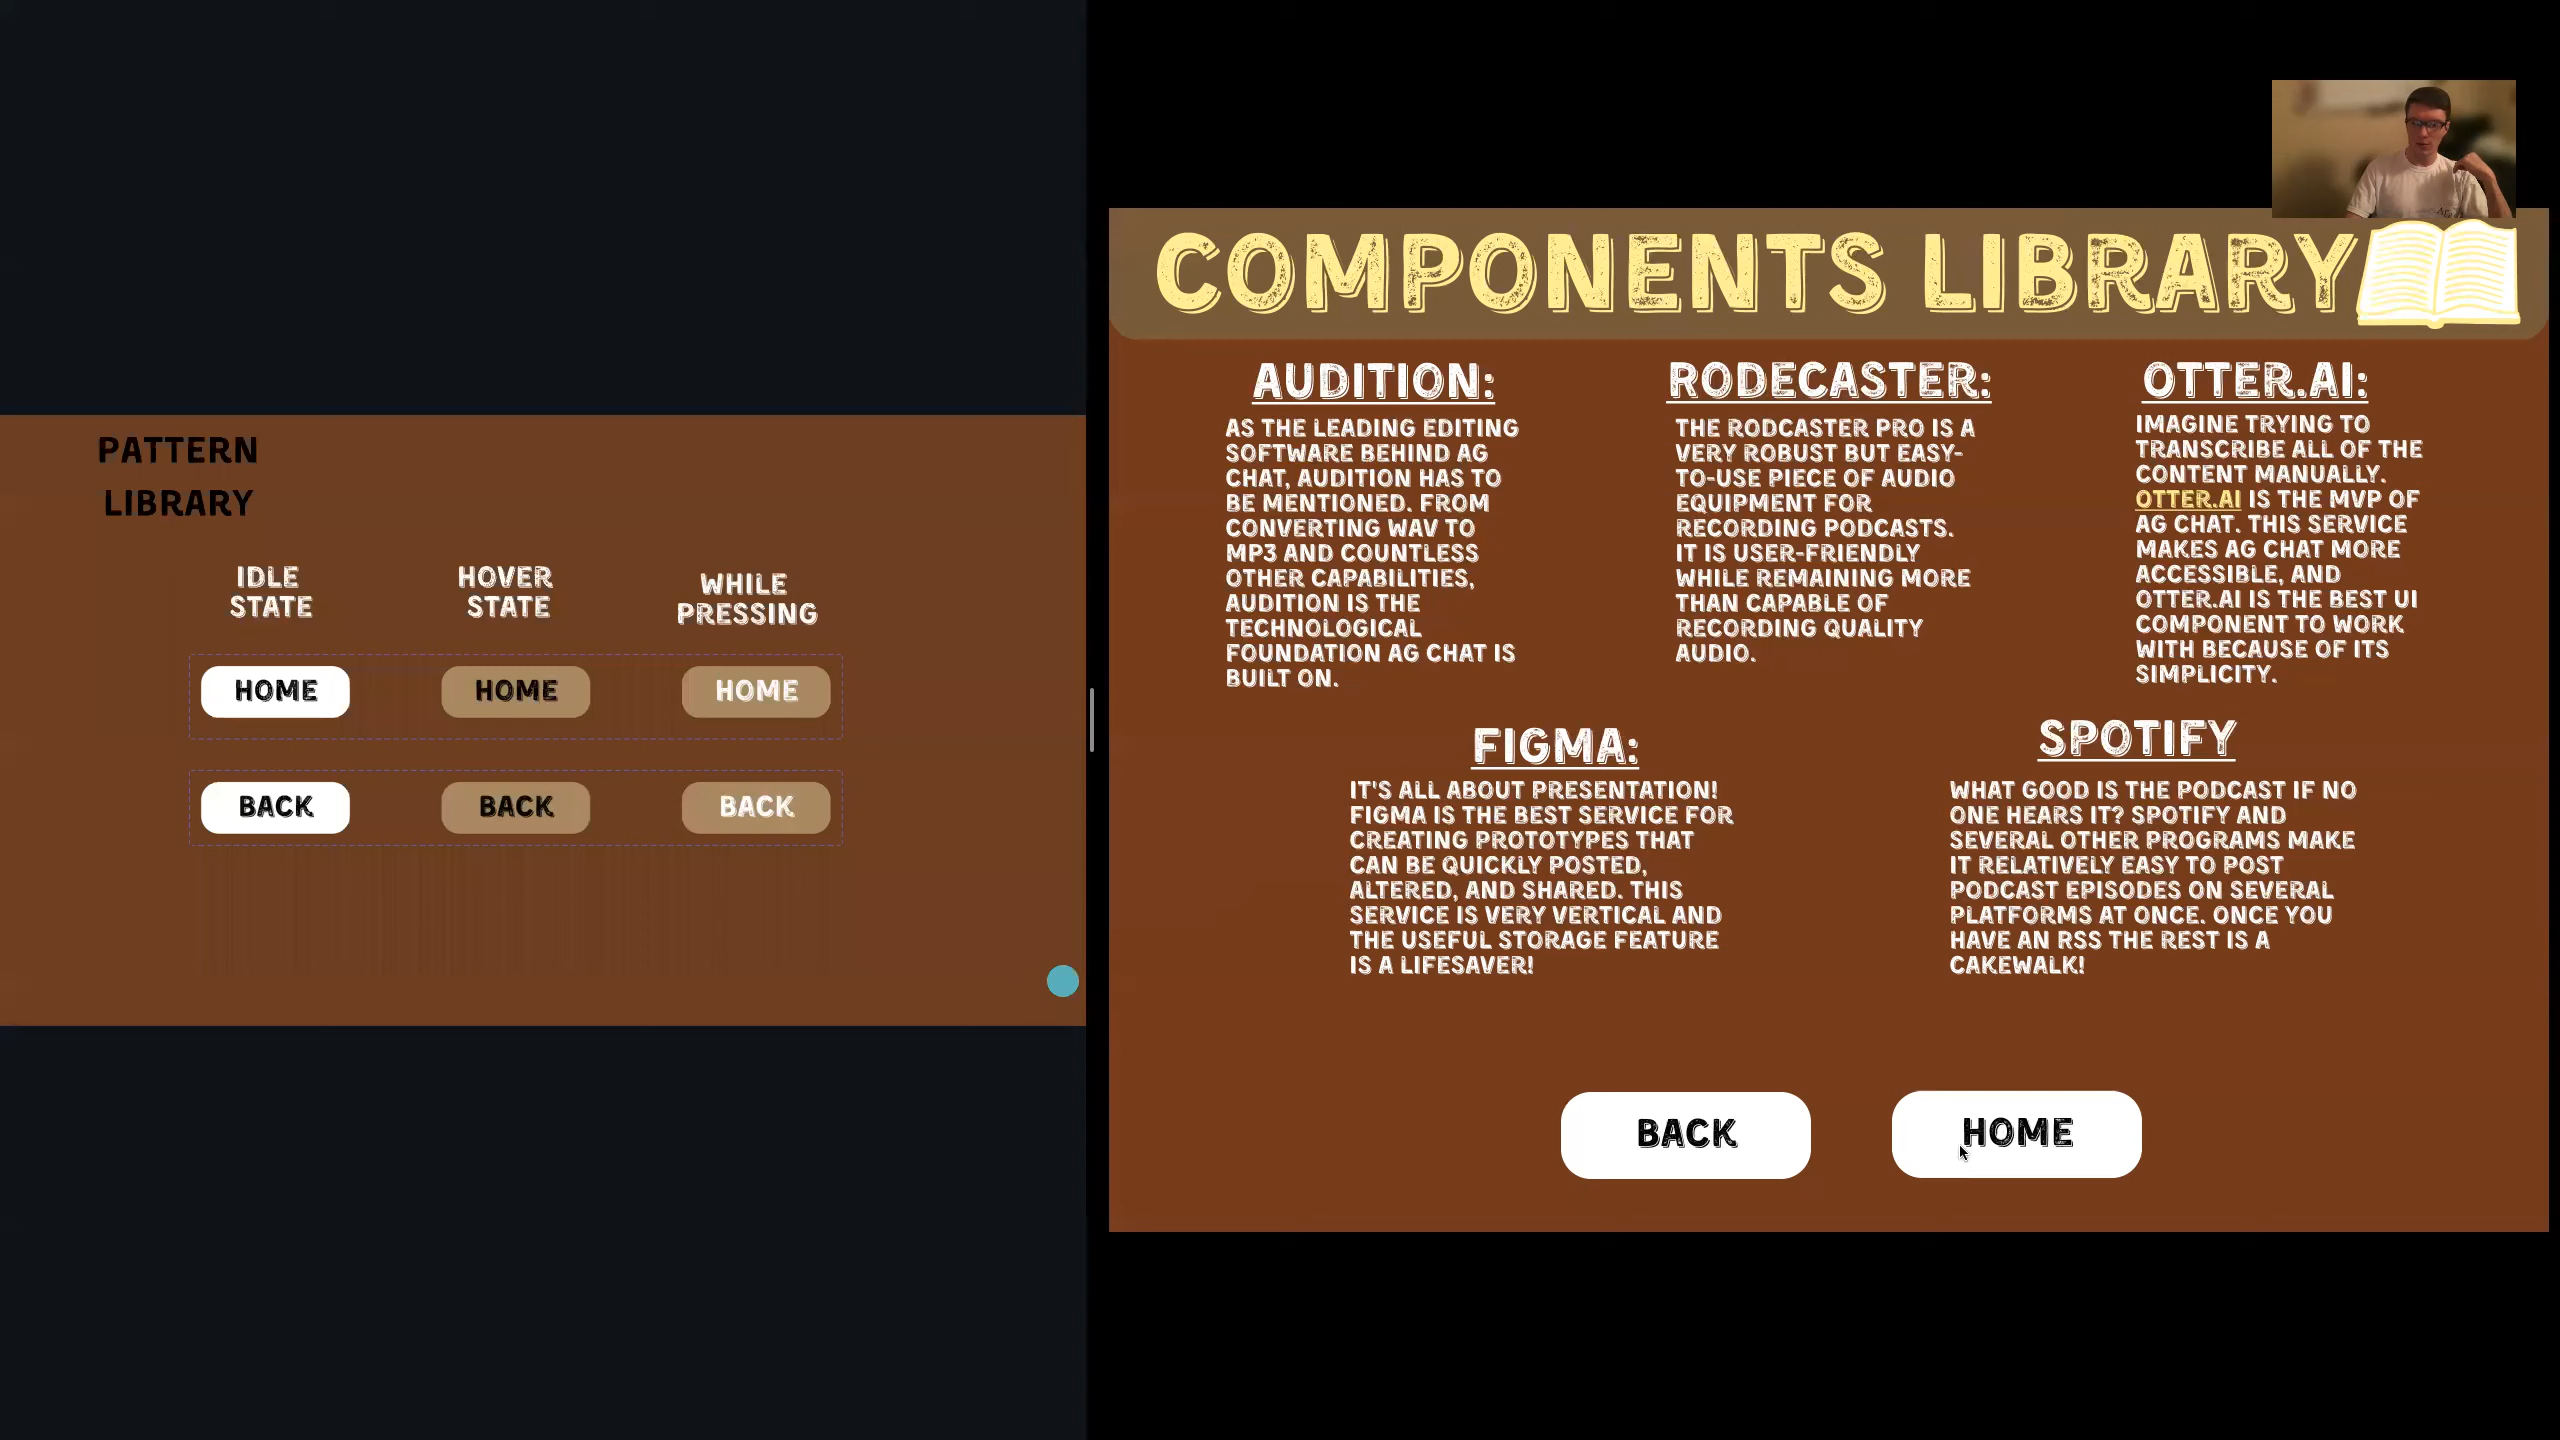 PATTERN
LIBRARY
IDLE
STATE
HOVER
STATE
WHILE
PRESSING
HOME
HOME
HOME
BACK
BACK
BACK
COMPONENTS LIBRARY
AUDITION:
AS THE LEADING EDITING
SOFTWARE BEHIND AG
CHAT, AUDITION HAS TO
BE MENTIONED. FROM
CONVERTING WAV TO
MP3 AND COUNTLESS
OTHER CAPABILITIES,
AUDITION IS THE
TECHNOLOGICAL
FOUNDATION AG CHAT IS
BUILT ON.
RODECASTER:
THE RODCASTER PRO IS A
VERY ROBUST BUT EASY-
TO-USE PIECE OF AUDIO
EQUIPMENT FOR
RECORDING PODCASTS.
IT IS USER-FRIENDLY
WHILE REMAINING MORE
THAN CAPABLE OF
RECORDING QUALITY
AUDIO.
OTTER.AI:
IMAGINE TRYING TO
TRANSCRIBE ALL OF THE
CONTENT MANUALLY.
OTTER.AI IS THE MVP OF
AG CHAT. THIS SERVICE
MAKES AG CHAT MORE
ACCESSIBLE, AND
OTTER.AI IS THE BEST UI
COMPONENT TO WORK
WITH BECAUSE OF ITS
SIMPLICITY.
FIGMA:
IT'S ALL ABOUT PRESENTATION!
FIGMA IS THE BEST SERVICE FOR
CREATING PROTOTYPES THAT
CAN BE QUICKLY POSTED,
ALTERED, AND SHARED. THIS
SERVICE IS VERY VERTICAL AND
THE USEFUL STORAGE FEATURE
IS A LIFESAVER!
SPOTIFY
WHAT GOOD IS THE PODCAST IF NO
ONE HEARS IT? SPOTIFY AND
SEVERAL OTHER PROGRAMS MAKE
IT RELATIVELY EASY TO POST
PODCAST EPISODES ON SEVERAL
PLATFORMS AT ONCE. ONCE YOU
HAVE AN RSS THE REST IS A
CAKEWALK!
BACK
HOME